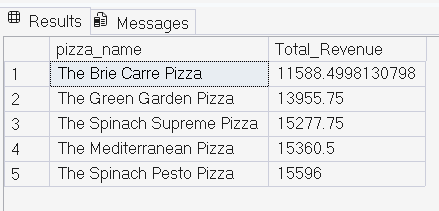 Results Messages
pizza_name Total_Revenue
1 The Brie Carre Pizza 11588.4998130798
2 The Green Garden Pizza 13955.75
3 The Spinach Supreme Pizza 15277.75
4 The Mediterranean Pizza 15360.5
5 The Spinach Pesto Pizza 15596